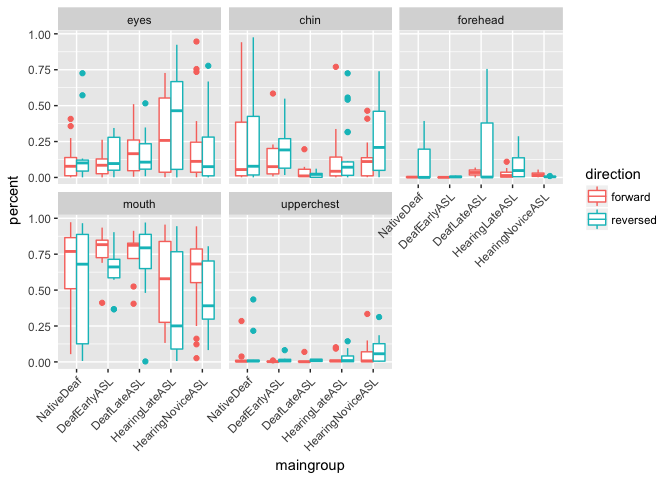 eyes
chin
forehead
1.00
0.75
0.50
0.25
0.00
percent
mouth
upperchest
1.00
0.75
0.50
0.25
0.00
NativeDeaf
DeafEarlyASL
DeafLateASL
HearingLateASL
HearingNoviceASL
NativeDeaf
DeafEarlyASL
DeafLateASL
HearingLateASL
HearingNoviceASL
NativeDeaf
DeafEarlyASL
DeafLateASL
HearingLateASL
HearingNoviceASL
maingroup
direction
forward
reversed